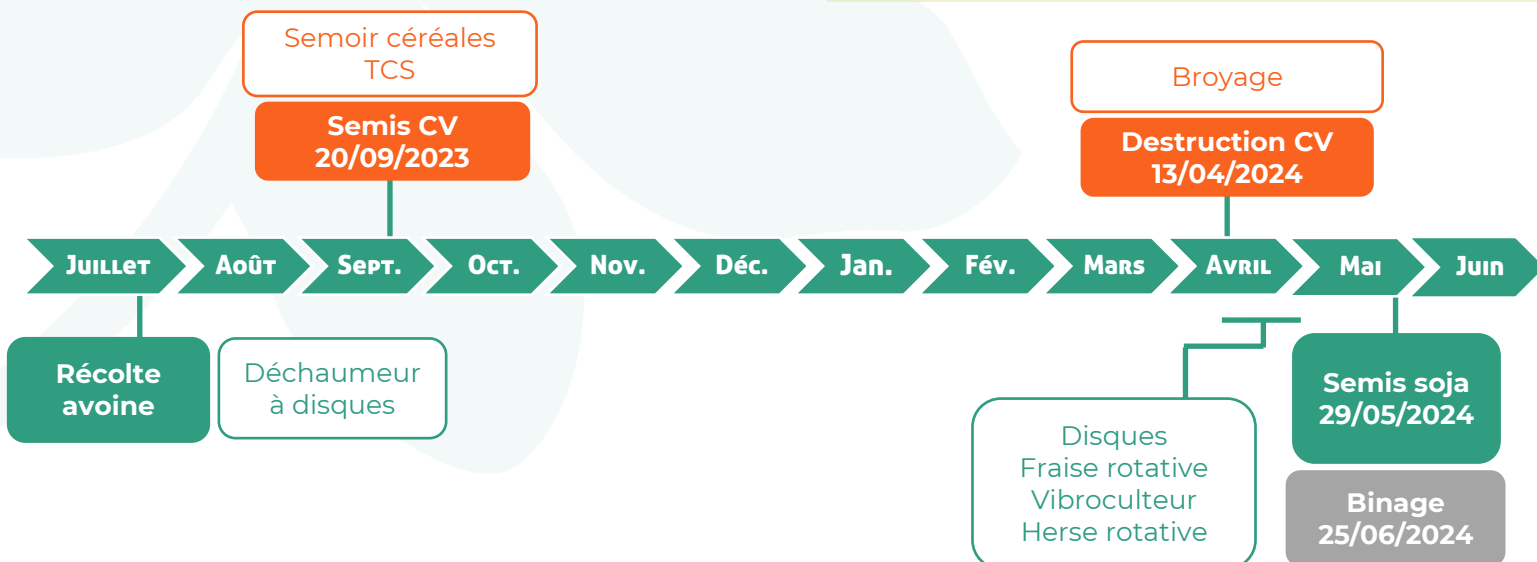 Semoir céréales
TCS
Semis CV
20/09/2023
Broyage
Destruction CV
13/04/2024
Juillet
Août
Sept.
Oct.
Nov.
Déc.
Jan.
Fév.
Mars
Avril
Mai
Juin
Récolte
avoine
Déchaumeur
à disques
Disques
Fraise rotative
Vibroculteur
Herse rotative
Semis soja
29/05/2024
Binage
25/06/2024